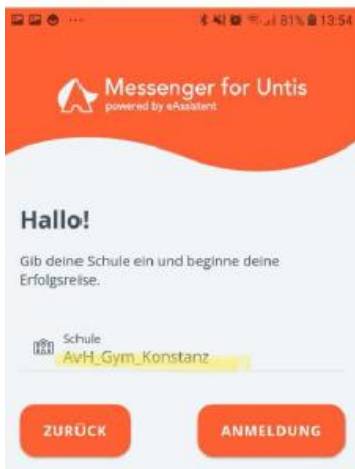 81% 13:54
Messenger for Untis
powered by eAssistent
Hallo!
Gib deine Schule ein und beginne deine
Erfolgsreise.
Schule
AvH_Gym_Konstanz
ZURÜCK
ANMELDUNG